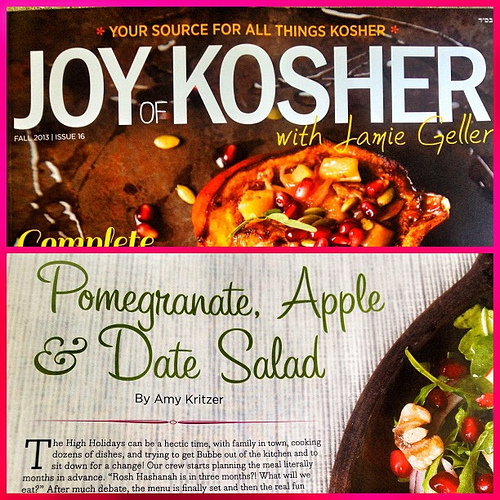 בס״ד
* YOUR SOURCE FOR ALL THINGS KOSHER *
JOY OF KOSHER
with Jamie Geller
FALL 2013 | ISSUE 16
Complete
Pomegranate, Apple
& Date Salad
By Amy Kritzer
The High Holidays can be a hectic time, with family in town, cooking
dozens of dishes, and trying to get Bubbe out of the kitchen and to
sit down for a change! Our crew starts planning the meal literally
months in advance. "Rosh Hashanah is in three months?! What will we
eat?" After much debate, the menu is finally set and then the real fun